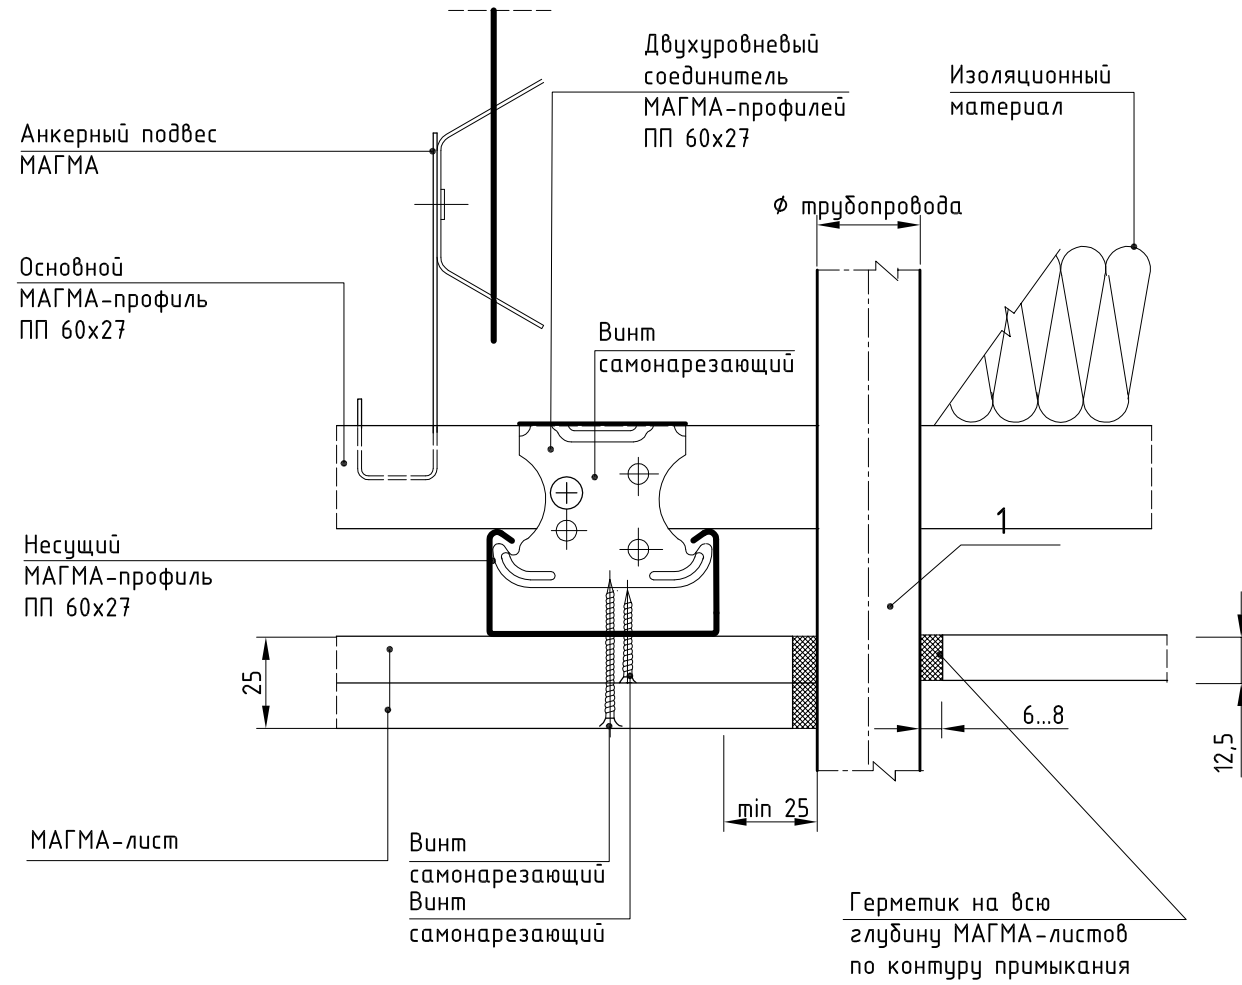 Двухуровневый
соединитель
МАГМА-профилей
ПП 60х27
Изоляционный
материал
Анкерный подвес
МАГМА
Ф трубопровода
Основной
МАГМА-профиль
ПП 60х27
Винт
самонарезающий
1
Несущий
МАГМА-профиль
ПП 60х27
25
6...8
12,5
min 25
МАГМА-лист
Винт
самонарезающий
Винт
самонарезающий
Герметик на всю
глубину МАГМА-листов
по контуру примыкания